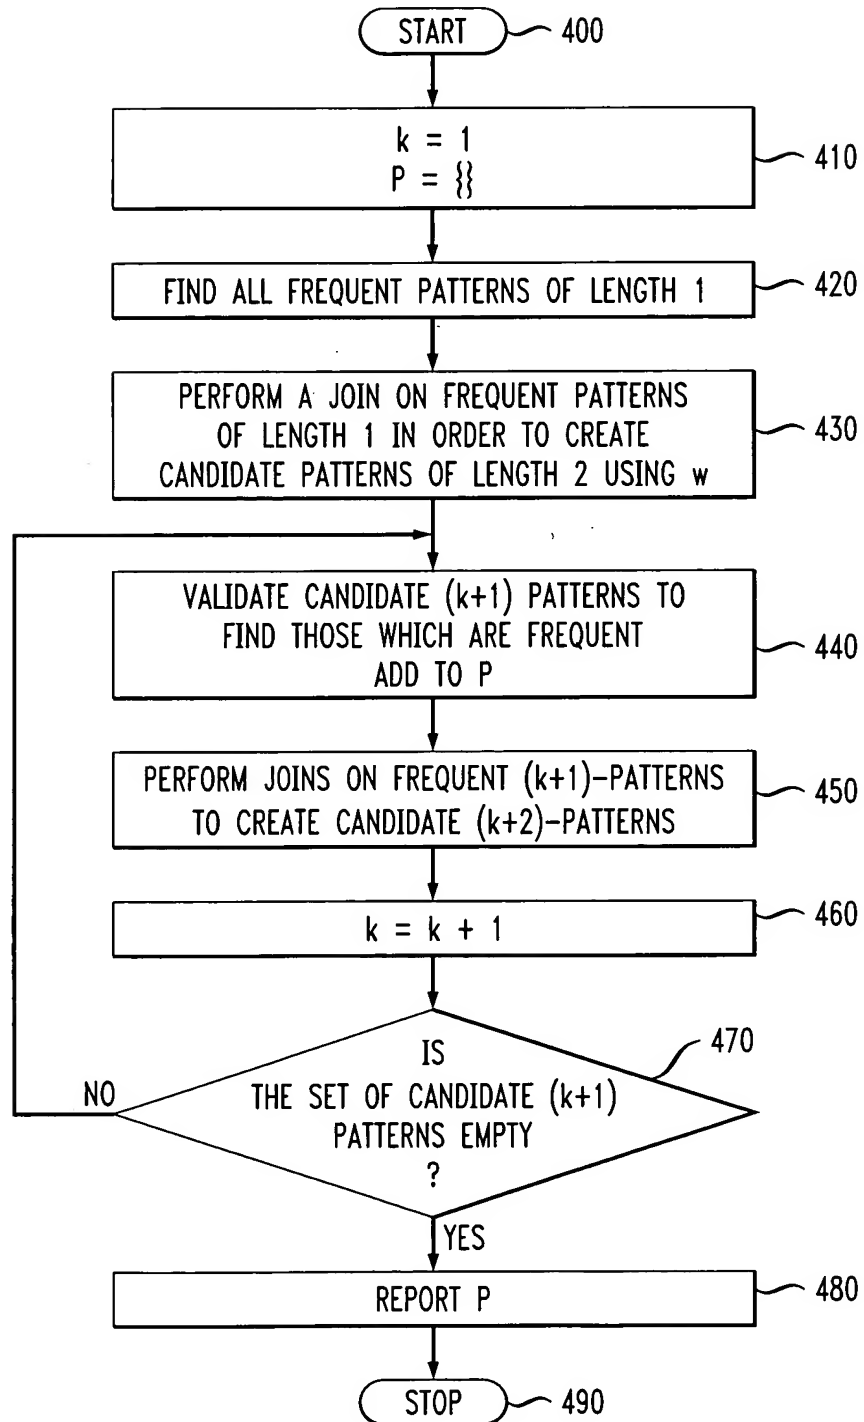 START
400
k = 1
P = {}
410
FIND ALL FREQUENT PATTERNS OF LENGTH 1
420
PERFORM A JOIN ON FREQUENT PATTERNS
OF LENGTH 1 IN ORDER TO CREATE
CANDIDATE PATTERNS OF LENGTH 2 USING w
430
VALIDATE CANDIDATE (k+1) PATTERNS TO
FIND THOSE WHICH ARE FREQUENT
ADD TO P
440
PERFORM JOINS ON FREQUENT (k+1)-PATTERNS
TO CREATE CANDIDATE (k+2)-PATTERNS
450
k = k + 1
460
IS
THE SET OF CANDIDATE (k+1)
PATTERNS EMPTY
?
470
NO
YES
REPORT P
480
STOP
490